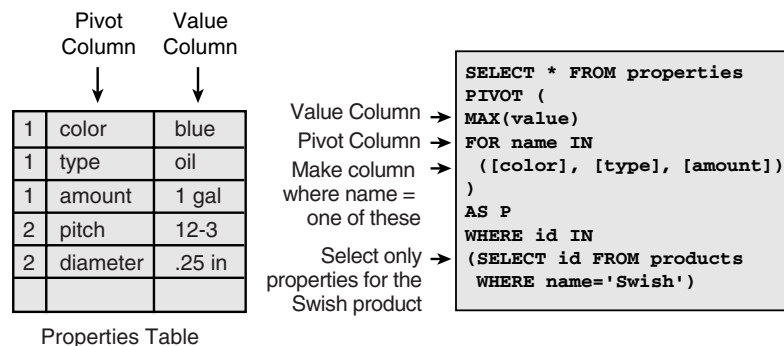 Pivot Column
Value Column
1 color blue
1 type oil
1 amount 1 gal
2 pitch 12-3
2 diameter .25 in
Properties Table
Value Column
Pivot Column
Make column
where name =
one of these
Select only
properties for the
Swish product
SELECT * FROM properties
PIVOT (
MAX(value)
FOR name IN
([color], [type], [amount])
)
AS P
WHERE id IN
(SELECT id FROM products
WHERE name='Swish')